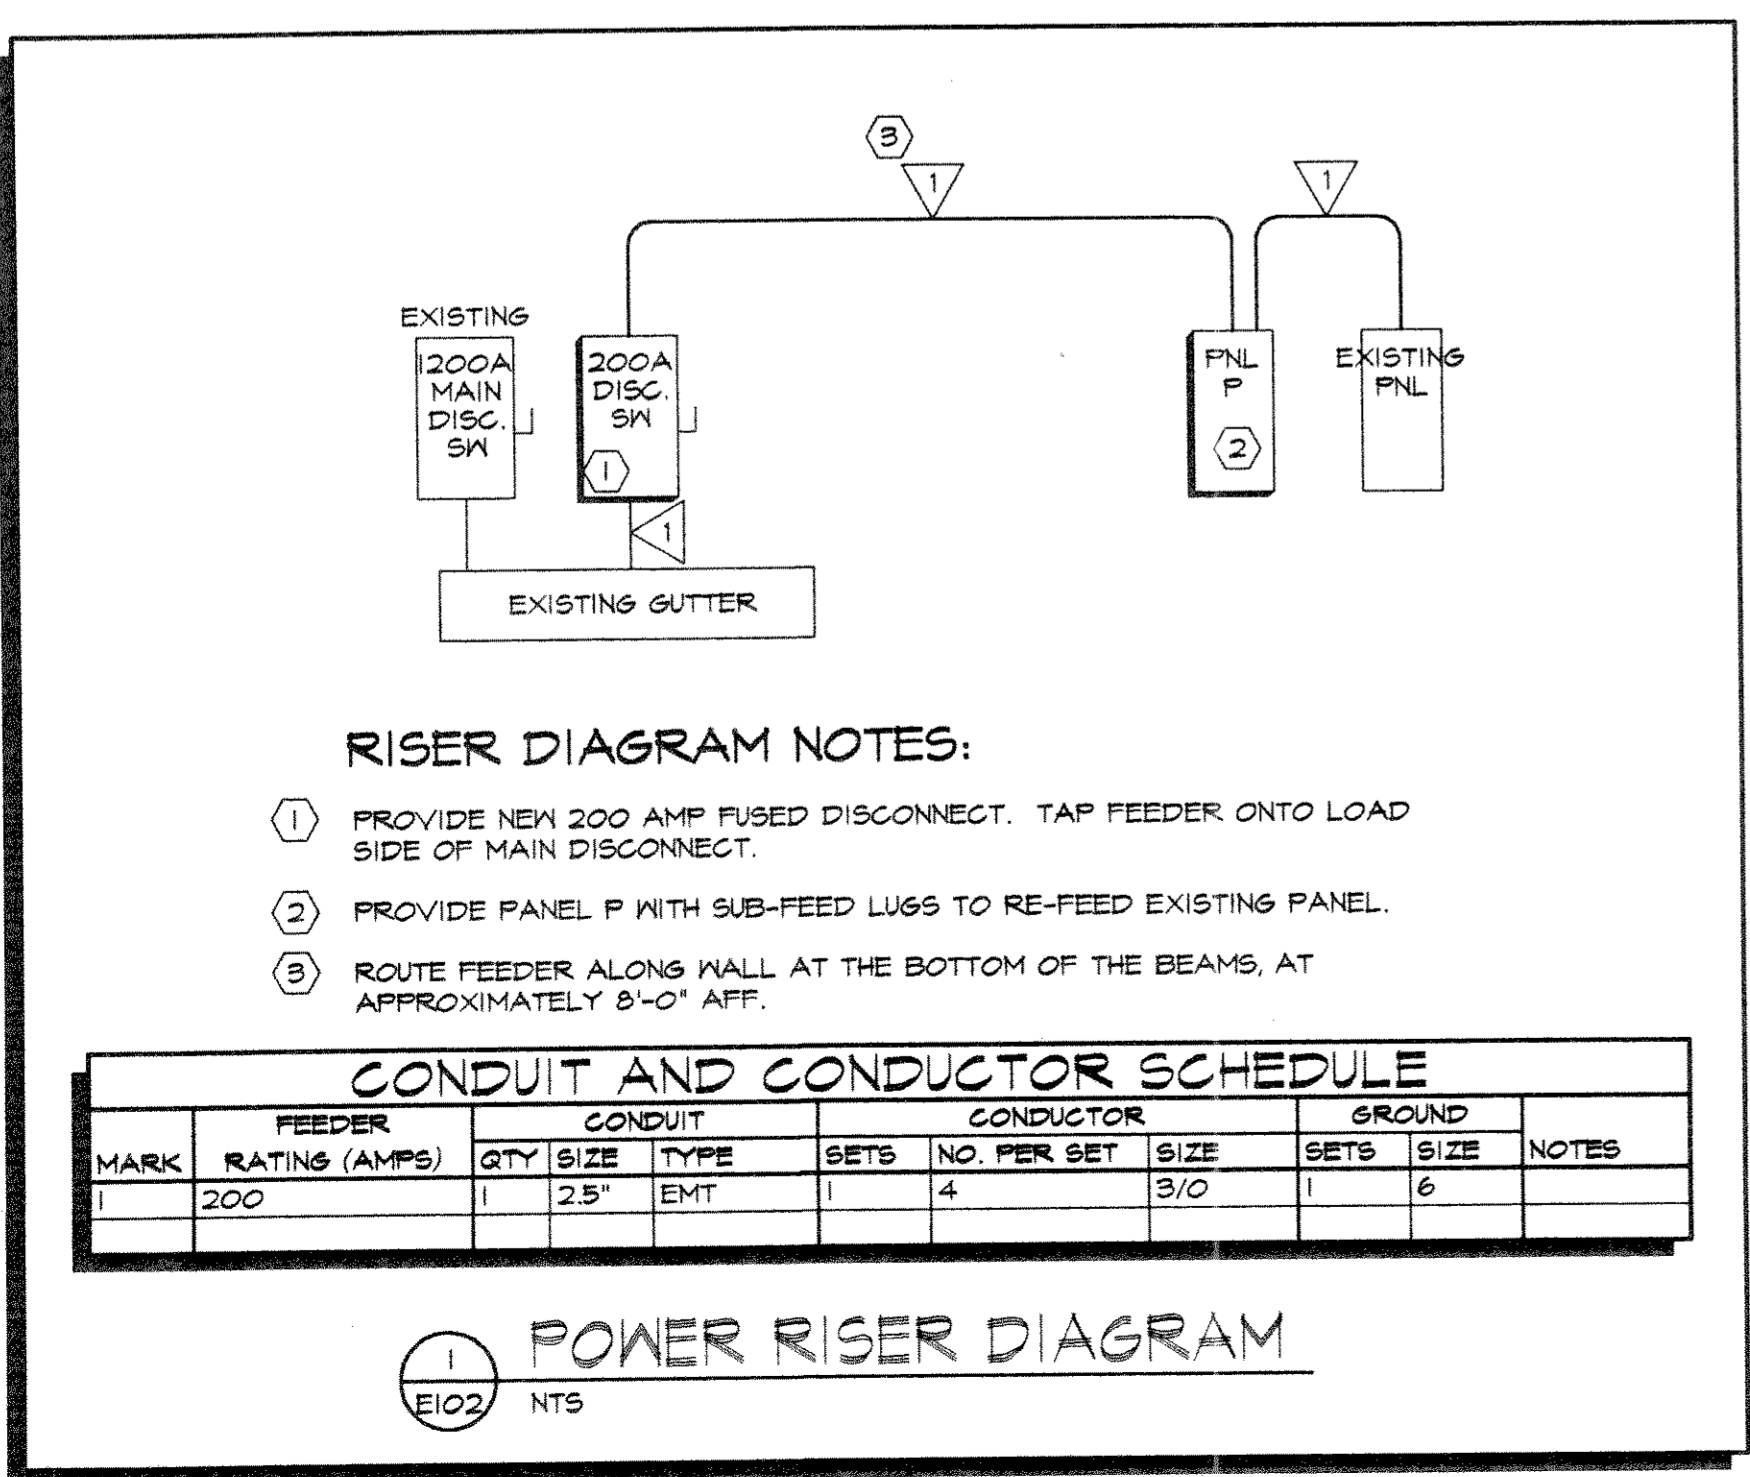 3
1
1
EXISTING
1200A
MAIN
DISC.
SW
200A
DISC.
SW
1
PNL
P
2
EXISTING
PNL
1
EXISTING GUTTER
RISER DIAGRAM NOTES:
1 PROVIDE NEW 200 AMP FUSED DISCONNECT. TAP FEEDER ONTO LOAD
SIDE OF MAIN DISCONNECT.
2 PROVIDE PANEL P WITH SUB-FEED LUGS TO RE-FEED EXISTING PANEL.
3 ROUTE FEEDER ALONG WALL AT THE BOTTOM OF THE BEAMS, AT
APPROXIMATELY 8'-0" AFF.
CONDUIT AND CONDUCTOR SCHEDULE
FEEDER CONDUIT CONDUCTOR GROUND
MARK RATING (AMPS) QTY SIZE TYPE SETS NO. PER SET SIZE SETS SIZE NOTES
1 200 1 2.5" EMT 1 4 3/0 1 6
1 POWER RISER DIAGRAM
E102 NTS